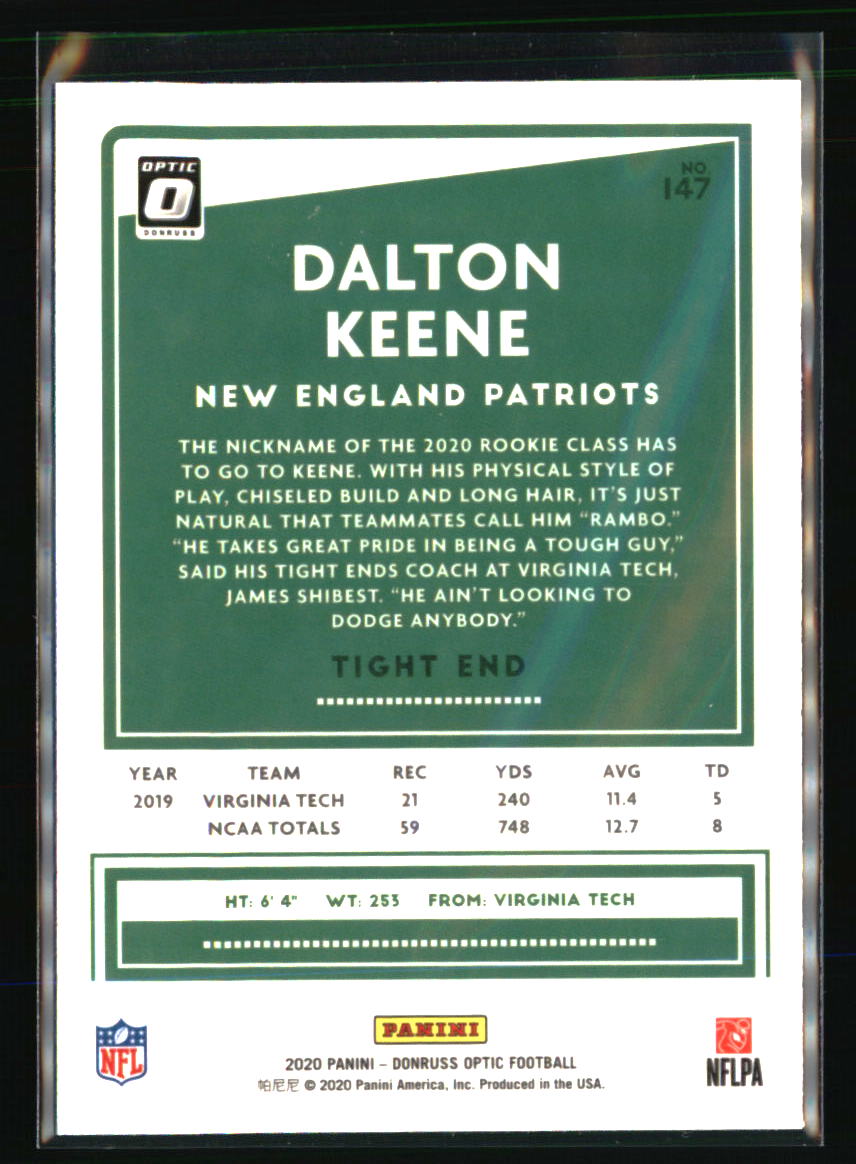 OPTIC
O
DONRUSS
NO.
147
DALTON
KEENE
NEW ENGLAND PATRIOTS
THE NICKNAME OF THE 2020 ROOKIE CLASS HAS
TO GO TO KEENE. WITH HIS PHYSICAL STYLE OF
PLAY, CHISELED BUILD AND LONG HAIR, IT'S JUST
NATURAL THAT TEAMMATES CALL HIM “RAMBO.”
“HE TAKES GREAT PRIDE IN BEING A TOUGH GUY,”
SAID HIS TIGHT ENDS COACH AT VIRGINIA TECH,
JAMES SHIBEST. “HE AIN'T LOOKING TO
DODGE ANYBODY.”
TIGHT END
YEAR TEAM REC YDS AVG TD
2019 VIRGINIA TECH 21 240 11.4 5
NCAA TOTALS 59 748 12.7 8
HT: 6' 4" WT: 253 FROM: VIRGINIA TECH
NFL
PANINI
2020 PANINI – DONRUSS OPTIC FOOTBALL
帕尼尼 © 2020 Panini America, Inc. Produced in the USA.
NFLPA